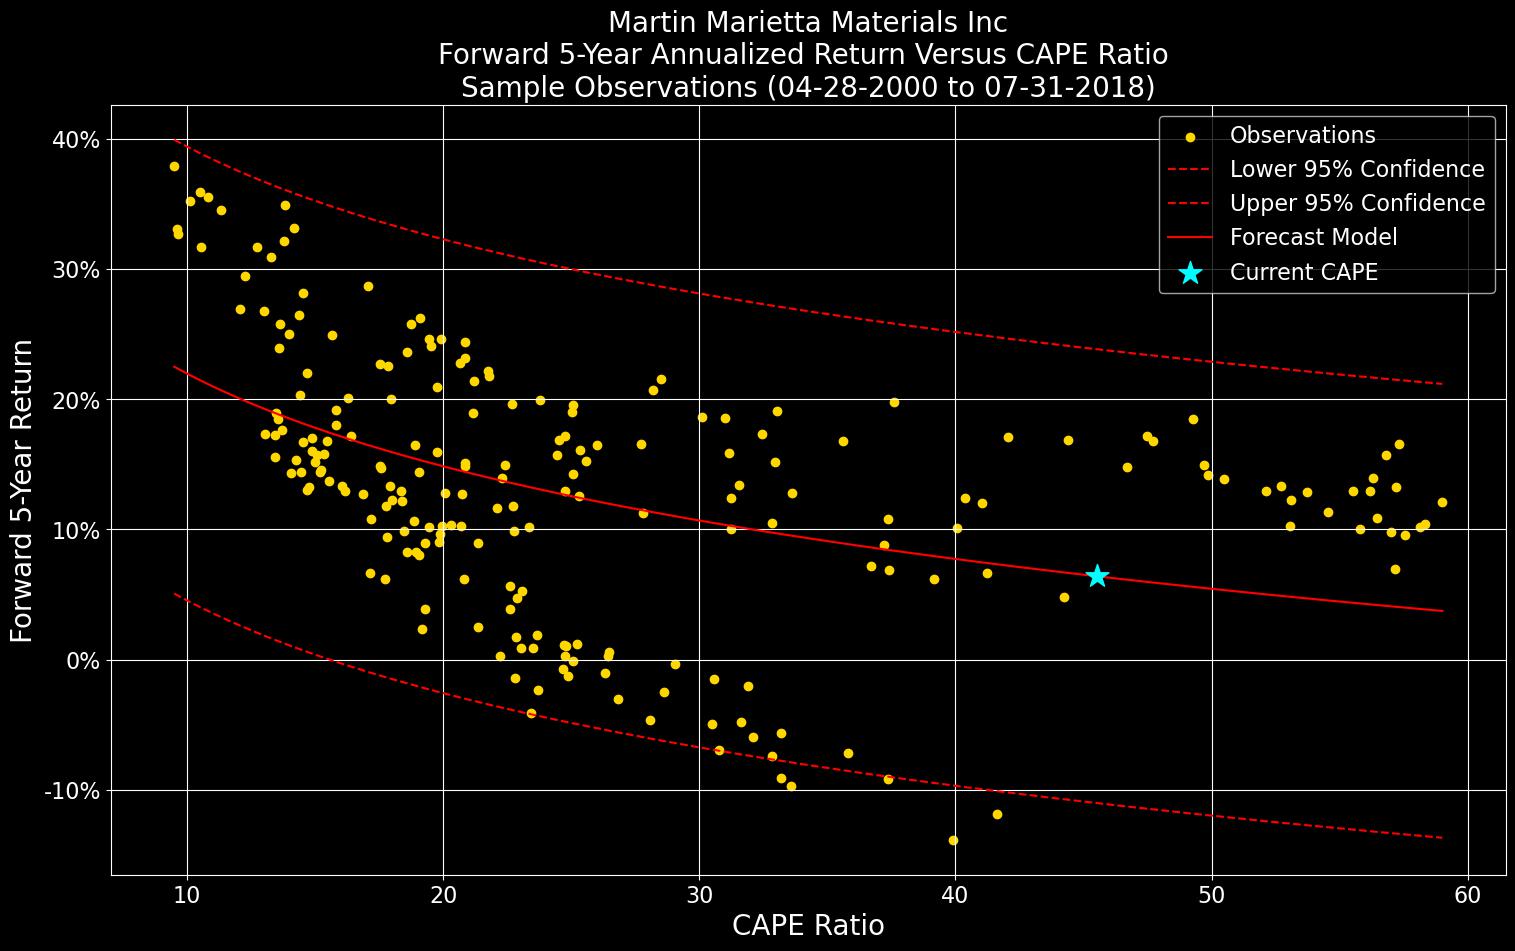 Martin Marietta Materials Inc
Forward 5-Year Annualized Return Versus CAPE Ratio
Sample Observations (04-28-2000 to 07-31-2018)
Observations
Lower 95% Confidence
Upper 95% Confidence
Forecast Model
Current CAPE
Forward 5-Year Return
40%
30%
20%
10%
0%
-10%
10 20 30 40 50 60
CAPE Ratio